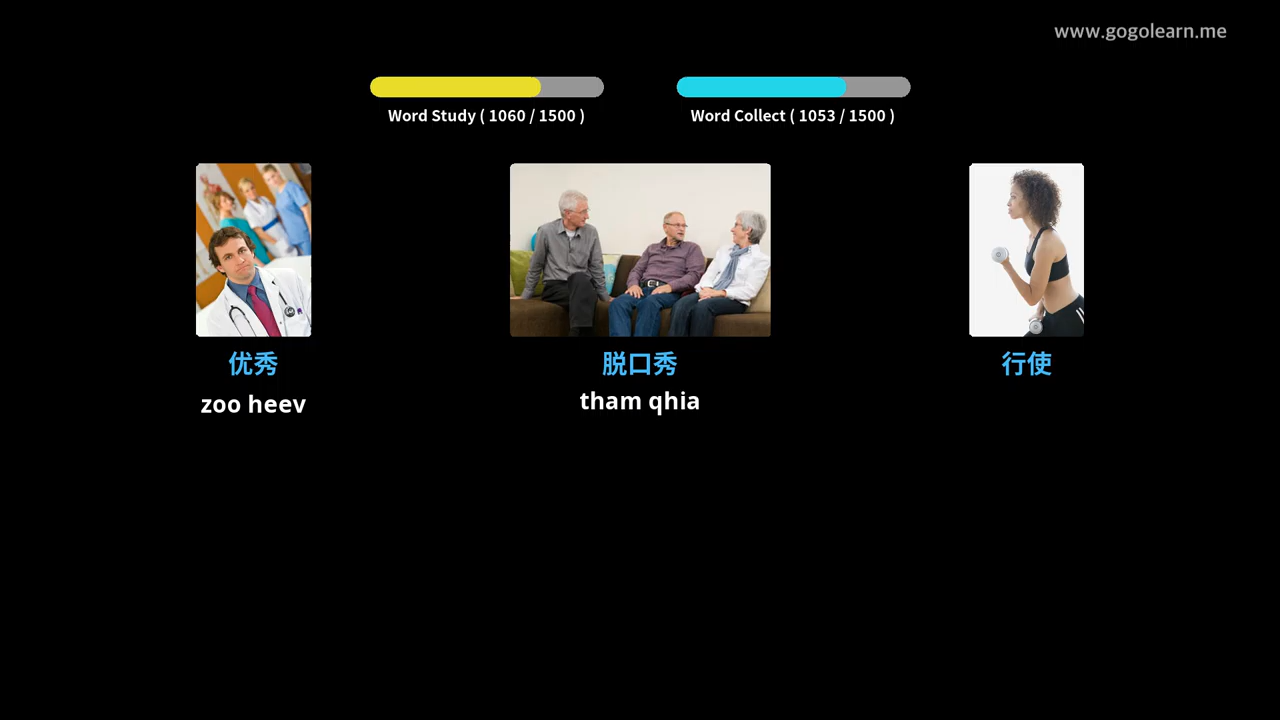 www.gogolearn.me
Word Study ( 1060 / 1500 )
Word Collect ( 1053 / 1500 )
优秀
脱口秀
行使
zoo heev
tham qhia